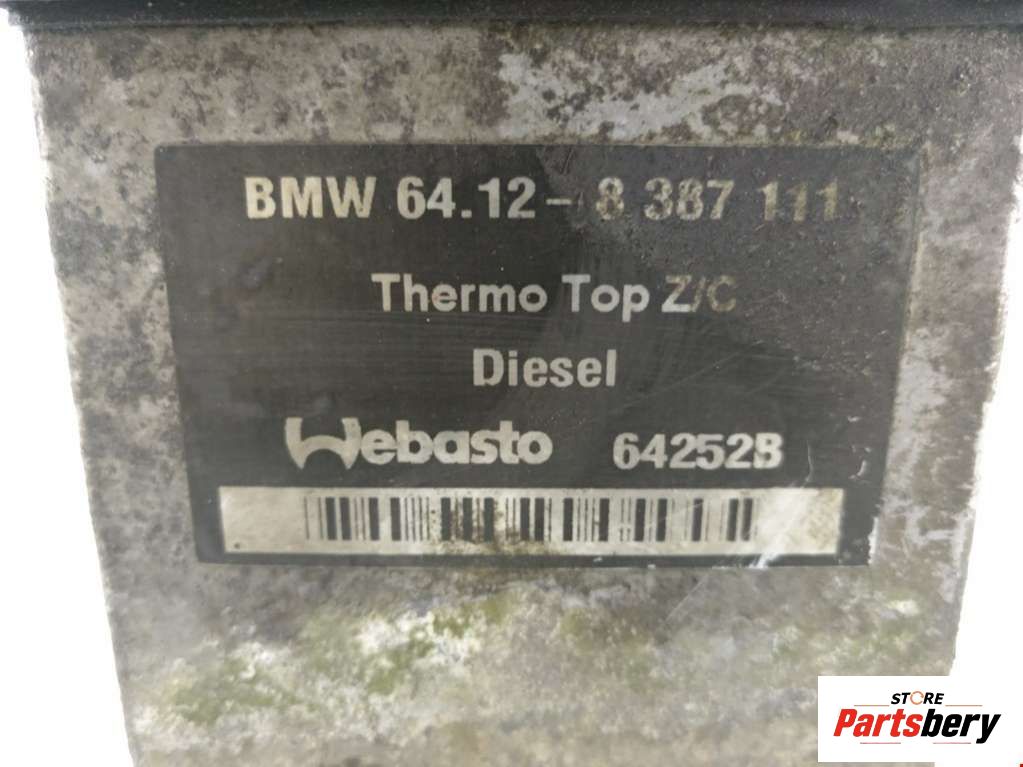 BMW 64.12-8 387 111
Thermo Top Z/C
Diesel
Webasto 64252B
STORE
Partsbery